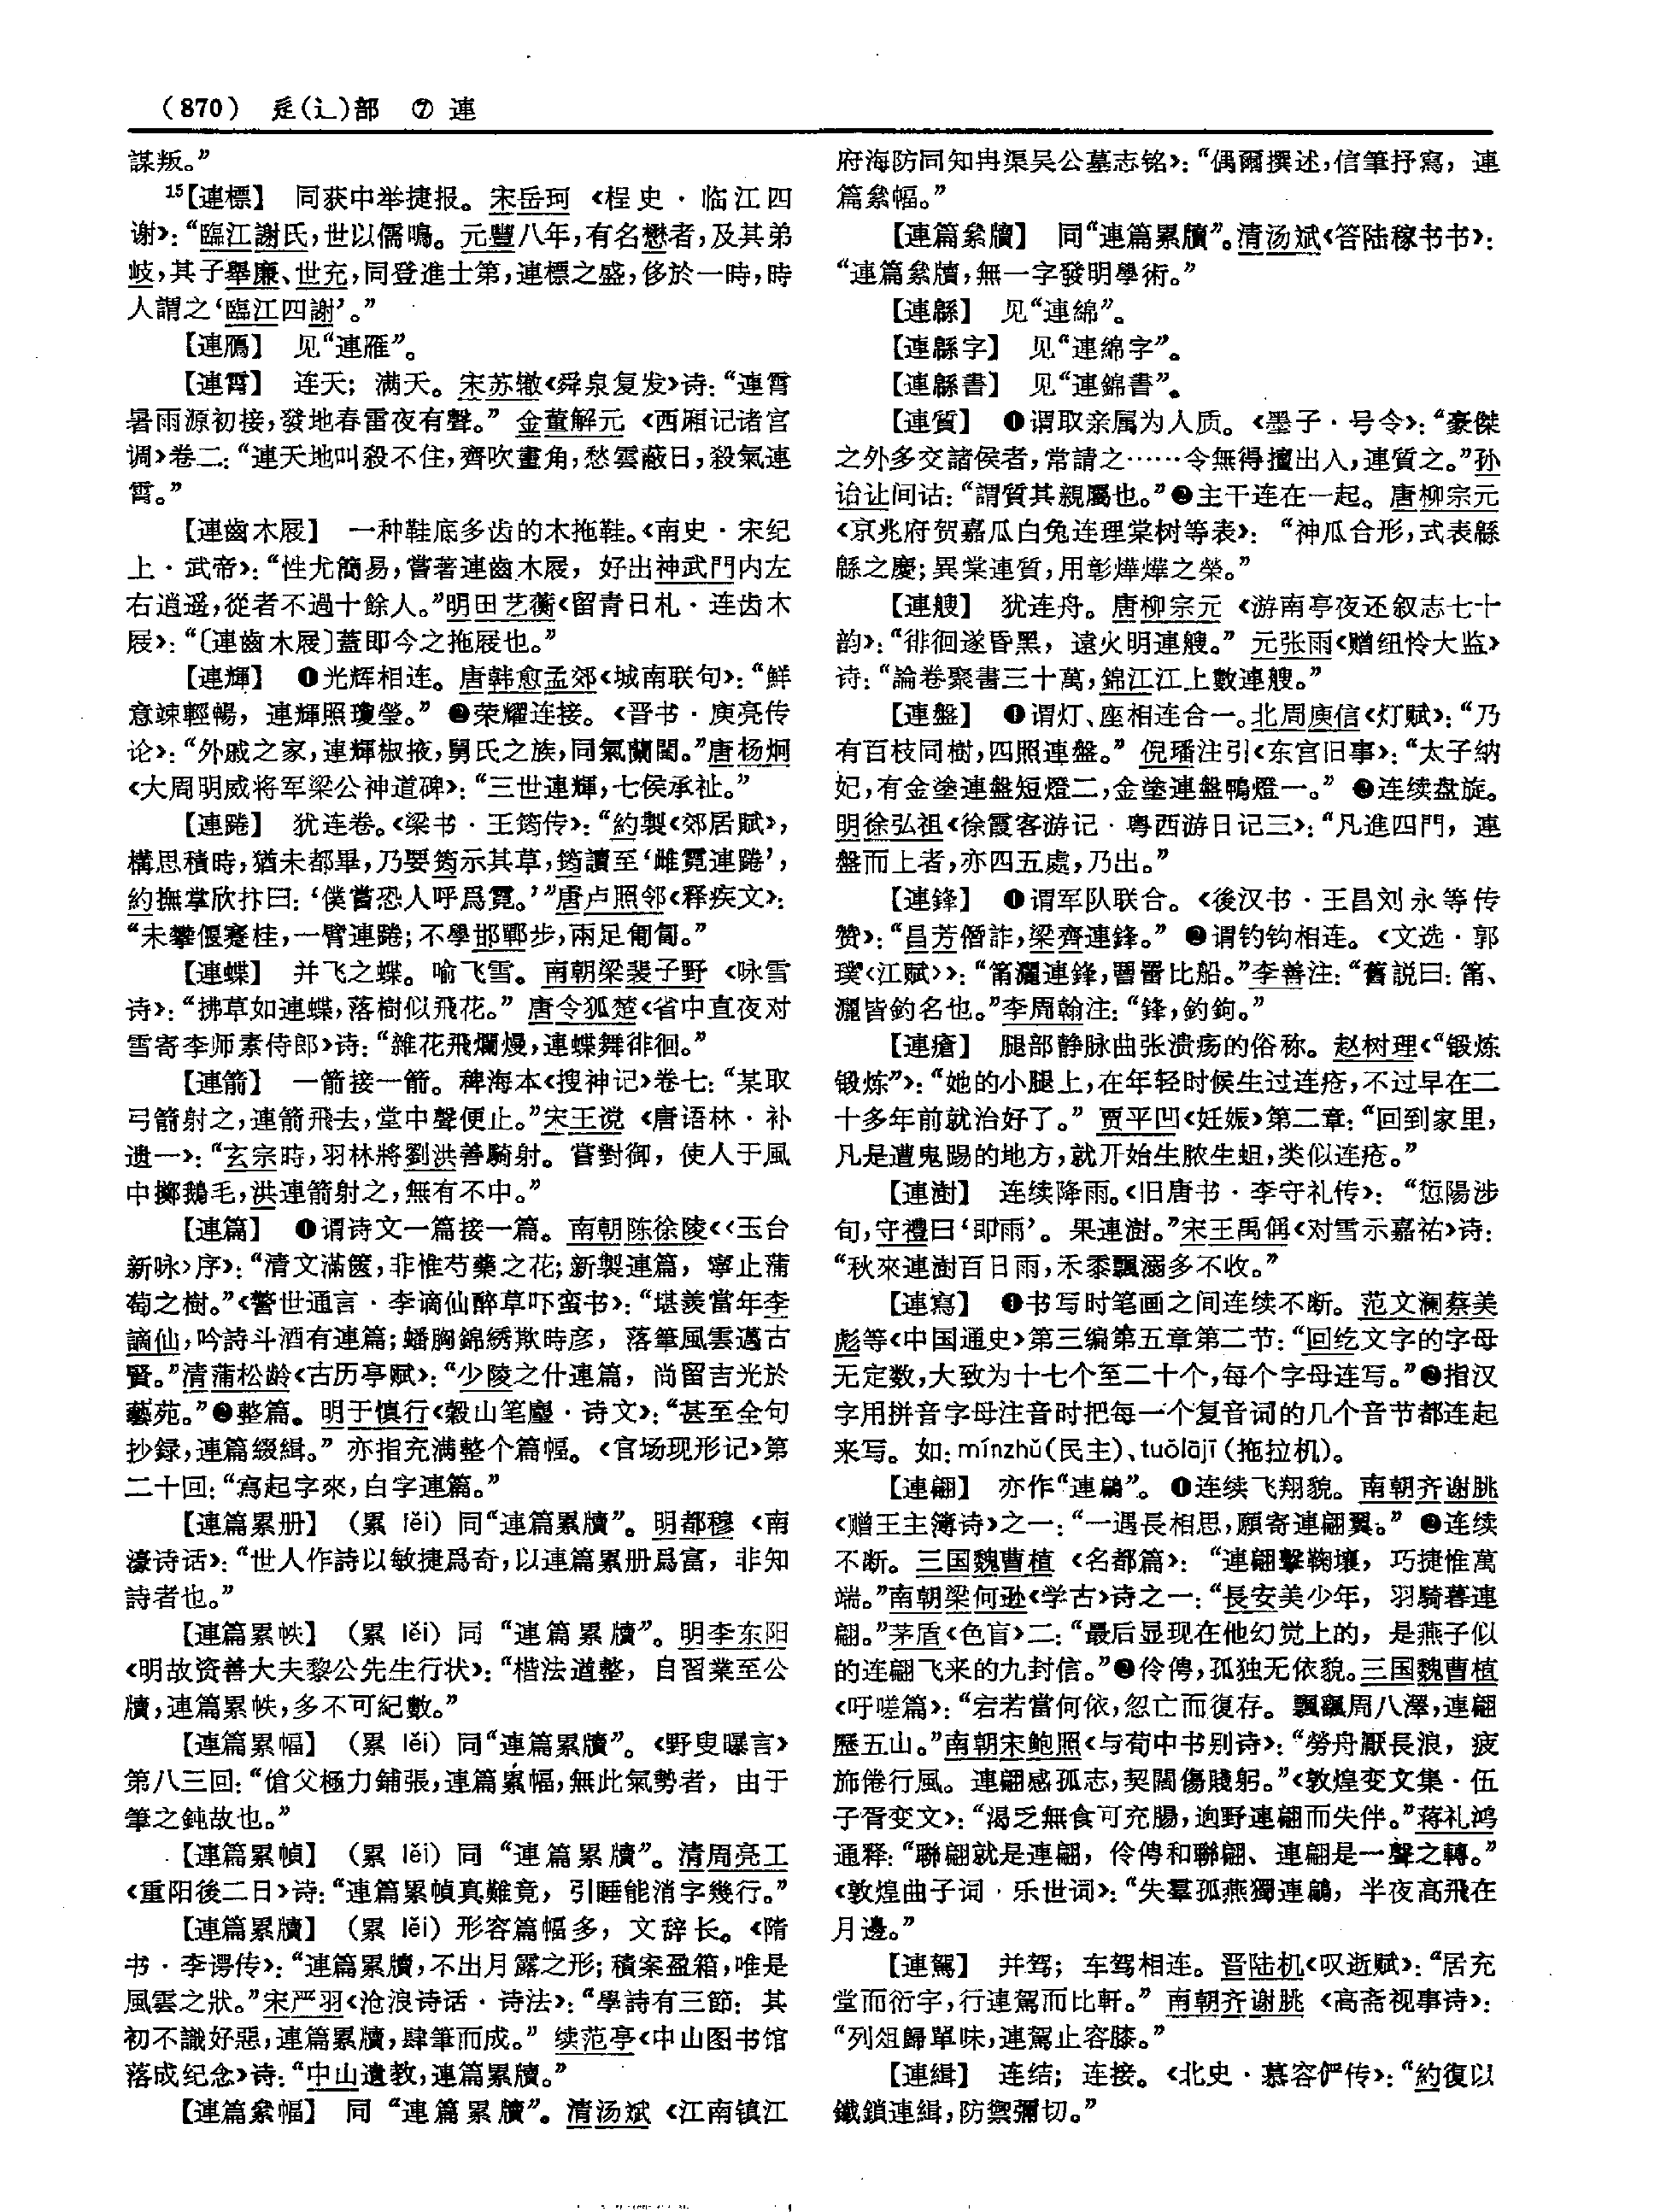 （870） 辵(辶)部 ⑦ 連
謀叛。”
15【連標】 同获中举捷报。宋岳珂《桯史·临江四
谢》：“臨江謝氏，世以儒鳴。元豐八年，有名懋者，及其弟
岐，其子舉廉、世充，同登進士第，連標之盛，侈於一時，時
人謂之‘臨江四謝’。”
【連鴈】 见“連雁”。
【連霄】 连天；满天。宋苏辙《舜泉复发》诗：“連霄
暑雨源初接，發地春雷夜有聲。”金董解元《西厢记诸宫
调》卷二：“連天地叫殺不住，齊吹畫角，愁雲蔽日，殺氣連
霄。”
【連齒木屐】 一种鞋底多齿的木拖鞋。《南史·宋纪
上·武帝》：“性尤簡易，嘗著連齒木屐，好出神武門内左
右逍遥，從者不過十餘人。”明田艺蘅《留青日札·连齿木
屐》：“〔連齒木屐〕蓋即今之拖屐也。”
【連輝】 ❶光辉相连。唐韩愈孟郊《城南联句》：“鮮
意竦輕暢，連輝照瓊瑩。”❷荣耀连接。《晋书·庾亮传
论》：“外戚之家，連輝椒掖，舅氏之族，同氣蘭閨。”唐杨炯
《大周明威将军梁公神道碑》：“三世連輝，七侯承祉。”
【連踡】 犹连卷。《梁书·王筠传》：“約製《郊居賦》，
構思積時，猶未都畢，乃要筠示其草，筠讀至‘雌霓連踡’，
約撫掌欣抃曰：‘僕嘗恐人呼爲霓。’”唐卢照邻《释疾文》：
“未攀偃蹇桂，一臂連踡；不學邯鄲步，兩足匍匐。”
【連蝶】 并飞之蝶。喻飞雪。南朝梁裴子野《咏雪
诗》：“拂草如連蝶，落樹似飛花。”唐令狐楚《省中直夜对
雪寄李师素侍郎》诗：“雜花飛爛熳，連蝶舞徘徊。”
【連箭】 一箭接一箭。稗海本《搜神记》卷七：“某取
弓箭射之，連箭飛去，堂中聲便止。”宋王谠《唐语林·补
遗一》：“玄宗時，羽林將劉洪善騎射。嘗對御，使人于風
中擲鵝毛，洪連箭射之，無有不中。”
【連篇】 ❶谓诗文一篇接一篇。南朝陈徐陵《〈玉台
新咏〉序》：“清文滿篋，非惟芍藥之花；新製連篇，寧止蒲
萄之樹。”《警世通言·李谪仙醉草吓蛮书》：“堪羨當年李
謫仙，吟詩斗酒有連篇；蟠胸錦綉欺時彦，落筆風雲邁古
賢。”清蒲松龄《古历亭赋》：“少陵之什連篇，尚留吉光於
藝苑。”❷整篇。明于慎行《穀山笔麈·诗文》：“甚至全句
抄録，連篇綴緝。”亦指充满整个篇幅。《官场现形记》第
二十回：“寫起字來，白字連篇。”
【連篇累册】（累 lěi）同“連篇累牘”。明都穆《南
濠诗话》：“世人作詩以敏捷爲奇，以連篇累册爲富，非知
詩者也。”
【連篇累帙】（累 lěi）同“連篇累牘”。明李东阳
《明故资善大夫黎公先生行状》：“楷法遒整，自習業至公
牘，連篇累帙，多不可紀數。”
【連篇累幅】（累 lěi）同“連篇累牘”。《野叟曝言》
第八三回：“傖父極力鋪張，連篇累幅，無此氣勢者，由于
筆之鈍故也。”
【連篇累幀】（累 lěi）同“連篇累牘”。清周亮工
《重阳後二日》诗：“連篇累幀真難竟，引睡能消字幾行。”
【連篇累牘】（累 lěi）形容篇幅多，文辞长。《隋
书·李谔传》：“連篇累牘，不出月露之形；積案盈箱，唯是
風雲之狀。”宋严羽《沧浪诗话·诗法》：“學詩有三節：其
初不識好惡，連篇累牘，肆筆而成。”续范亭《中山图书馆
落成纪念》诗：“中山遺教，連篇累牘。”
【連篇絫幅】 同“連篇累牘”。清汤斌《江南镇江
府海防同知冉渠吴公墓志铭》：“偶爾撰述，信筆抒寫，連
篇絫幅。”
【連篇絫牘】 同“連篇累牘”。清汤斌《答陆稼书书》：
“連篇絫牘，無一字發明學術。”
【連緜】 见“連綿”。
【連緜字】 见“連綿字”。
【連緜書】 见“連錦書”。
【連質】 ❶谓取亲属为人质。《墨子·号令》：“豪傑
之外多交諸侯者，常請之……令無得擅出入，連質之。”孙
诒让间诂：“謂質其親屬也。”❷主干连在一起。唐柳宗元
《京兆府贺嘉瓜白兔连理棠树等表》：“神瓜合形，式表緜
緜之慶；異棠連質，用彰燁燁之榮。”
【連艘】 犹连舟。唐柳宗元《游南亭夜还叙志七十
韵》：“徘徊遂昏黑，遠火明連艘。”元张雨《赠纽怜大监》
诗：“論卷聚書三十萬，錦江江上數連艘。”
【連盤】 ❶谓灯、座相连合一。北周庾信《灯赋》：“乃
有百枝同樹，四照連盤。”倪璠注引《东宫旧事》：“太子納
妃，有金塗連盤短燈二，金塗連盤鴨燈一。”❷连续盘旋。
明徐弘祖《徐霞客游记·粤西游日记三》：“凡進四門，連
盤而上者，亦四五處，乃出。”
【連鋒】 ❶谓军队联合。《後汉书·王昌刘永等传
赞》：“昌芳僭詐，梁齊連鋒。”❷谓钓钩相连。《文选·郭
璞〈江赋〉》：“筩灑連鋒，罾𦌘比船。”李善注：“舊説曰：筩、
灑皆釣名也。”李周翰注：“鋒，釣鉤。”
【連瘡】 腿部静脉曲张溃疡的俗称。赵树理《“锻炼
锻炼”》：“她的小腿上，在年轻时候生过连疮，不过早在二
十多年前就治好了。”贾平凹《妊娠》第二章：“回到家里，
凡是遭鬼踢的地方，就开始生脓生蛆，类似连疮。”
【連澍】 连续降雨。《旧唐书·李守礼传》：“愆陽涉
旬，守禮曰‘即雨’。果連澍。”宋王禹偁《对雪示嘉祐》诗：
“秋來連澍百日雨，禾黍飄溺多不收。”
【連寫】 ❶书写时笔画之间连续不断。范文澜蔡美
彪等《中国通史》第三编第五章第二节：“回纥文字的字母
无定数，大致为十七个至二十个，每个字母连写。”❷指汉
字用拼音字母注音时把每一个复音词的几个音节都连起
来写。如：mínzhǔ（民主）、tuōlājī（拖拉机）。
【連翩】 亦作“連鶣”。❶连续飞翔貌。南朝齐谢朓
《赠王主簿诗》之一：“一遇長相思，願寄連翩翼。”❷连续
不断。三国魏曹植《名都篇》：“連翩擊鞠壤，巧捷惟萬
端。”南朝梁何逊《学古》诗之一：“長安美少年，羽騎暮連
翩。”茅盾《色盲》二：“最后显现在他幻觉上的，是燕子似
的连翩飞来的九封信。”❸伶俜，孤独无依貌。三国魏曹植
《吁嗟篇》：“宕若當何依，忽亡而復存。飄飖周八澤，連翩
歷五山。”南朝宋鲍照《与荀中书别诗》：“勞舟厭長浪，疲
斾倦行風。連翩感孤志，契闊傷賤躬。”《敦煌变文集·伍
子胥变文》：“渴乏無食可充腸，迥野連翩而失伴。”蒋礼鸿
通释：“聯翩就是連翩，伶俜和聯翩、連翩是一聲之轉。”
《敦煌曲子词·乐世词》：“失羣孤燕獨連鶣，半夜高飛在
月邊。”
【連駕】 并驾；车驾相连。晋陆机《叹逝赋》：“居充
堂而衍宇，行連駕而比軒。”南朝齐谢朓《高斋视事诗》：
“列俎歸單味，連駕止容膝。”
【連緝】 连结；连接。《北史·慕容俨传》：“約復以
鐵鎖連緝，防禦彌切。”